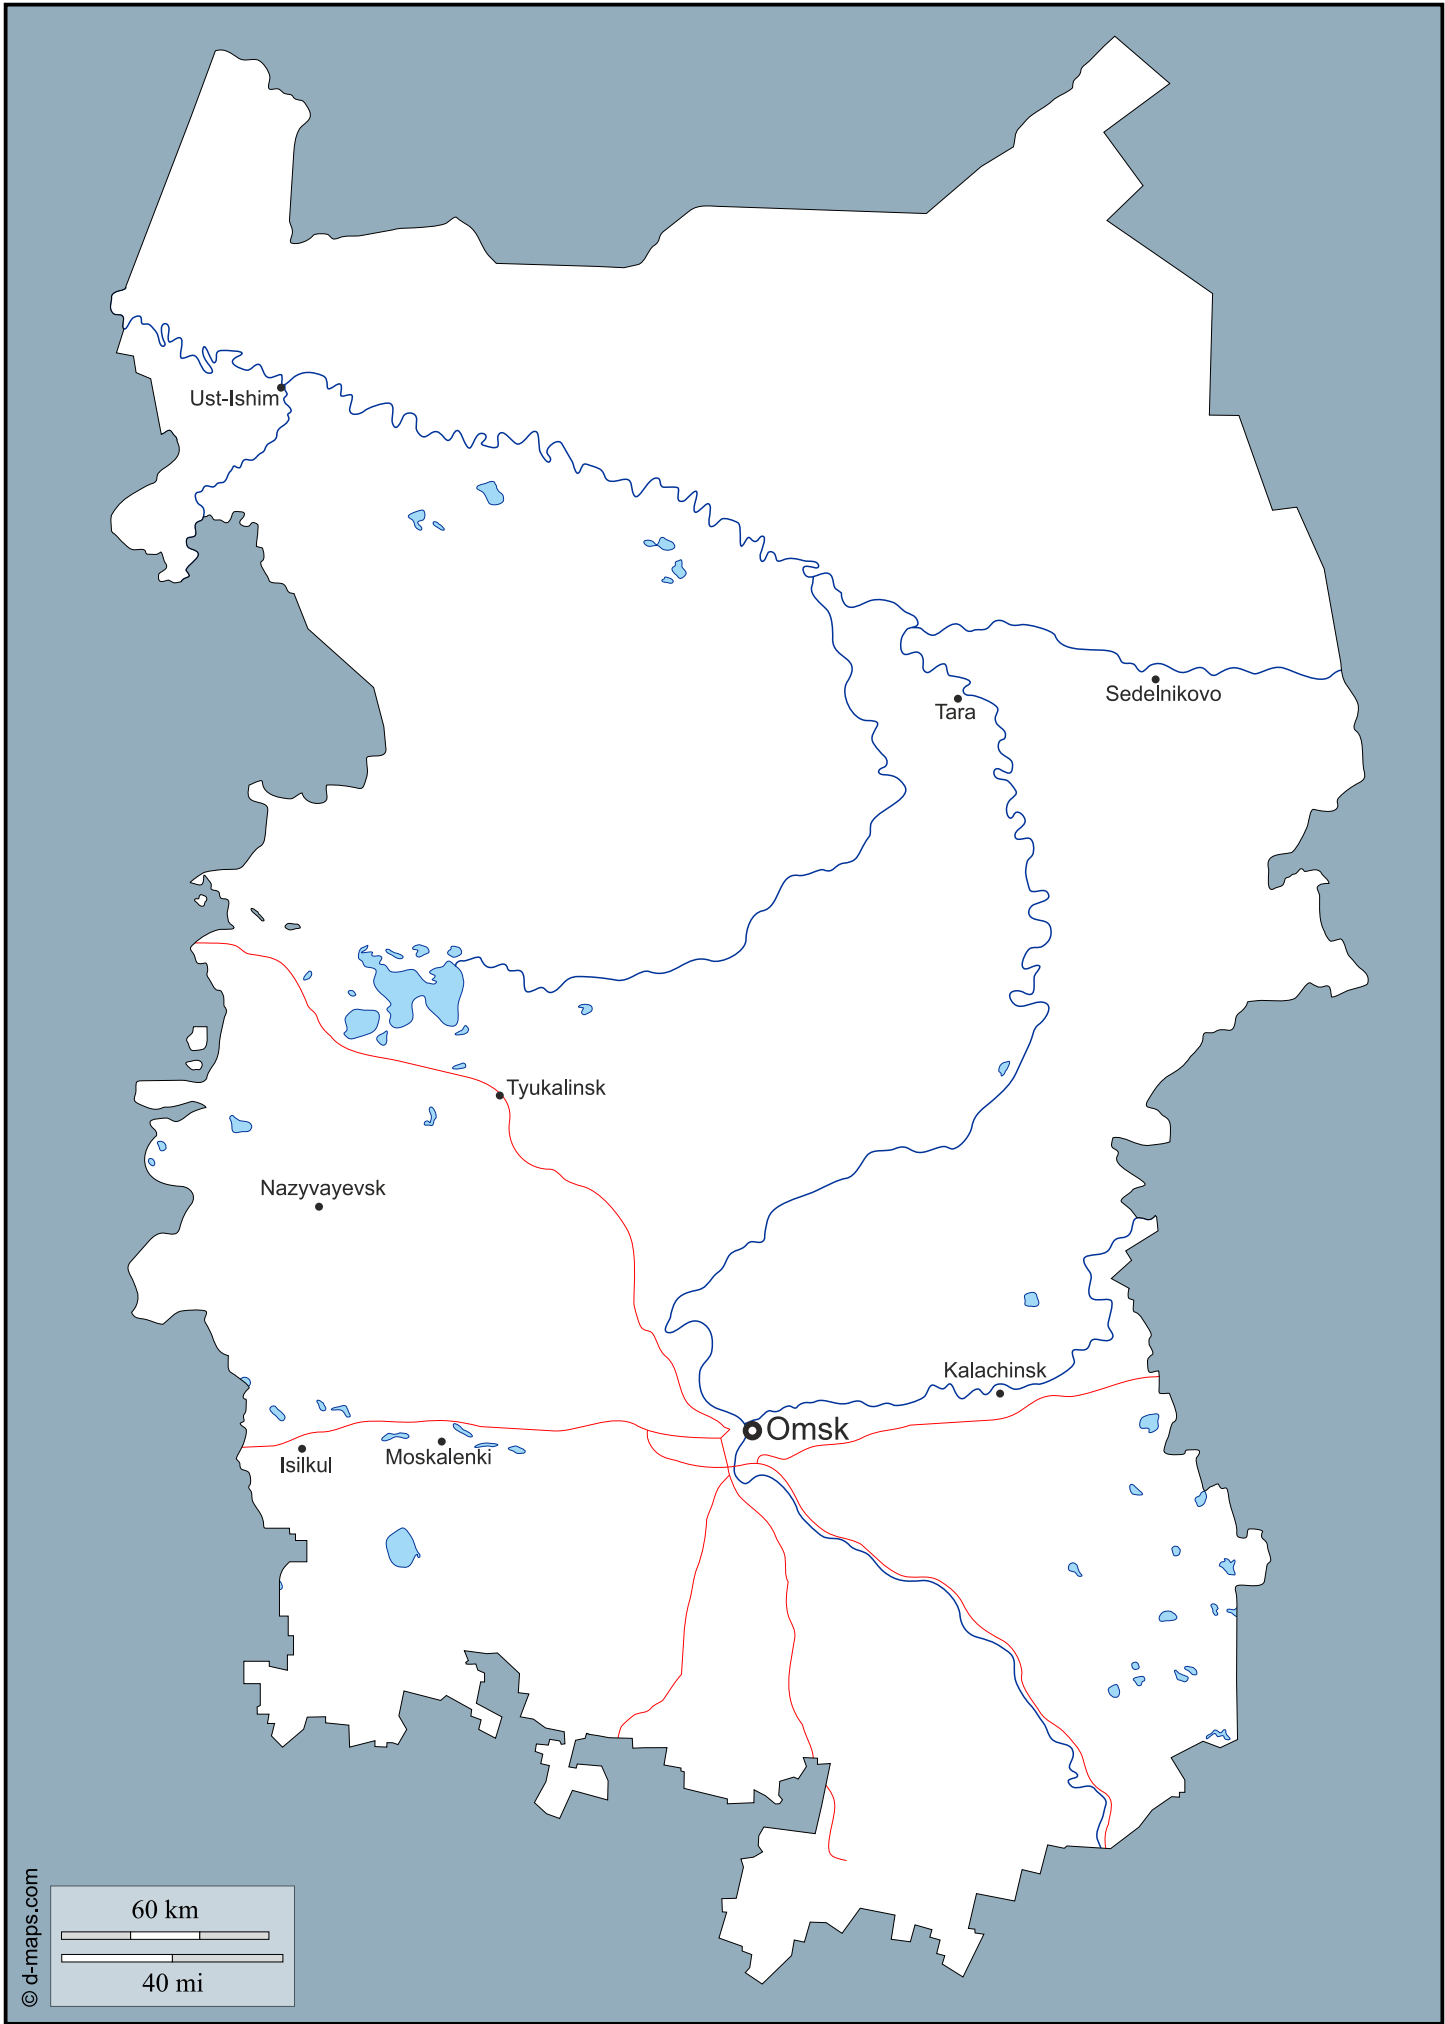 Ust-Ishim
Sedelnikovo
Tara
Tyukalinsk
Nazyvayevsk
Kalachinsk
Omsk
Moskalenki
Isilkul
60 km
40 mi
© d-maps.com